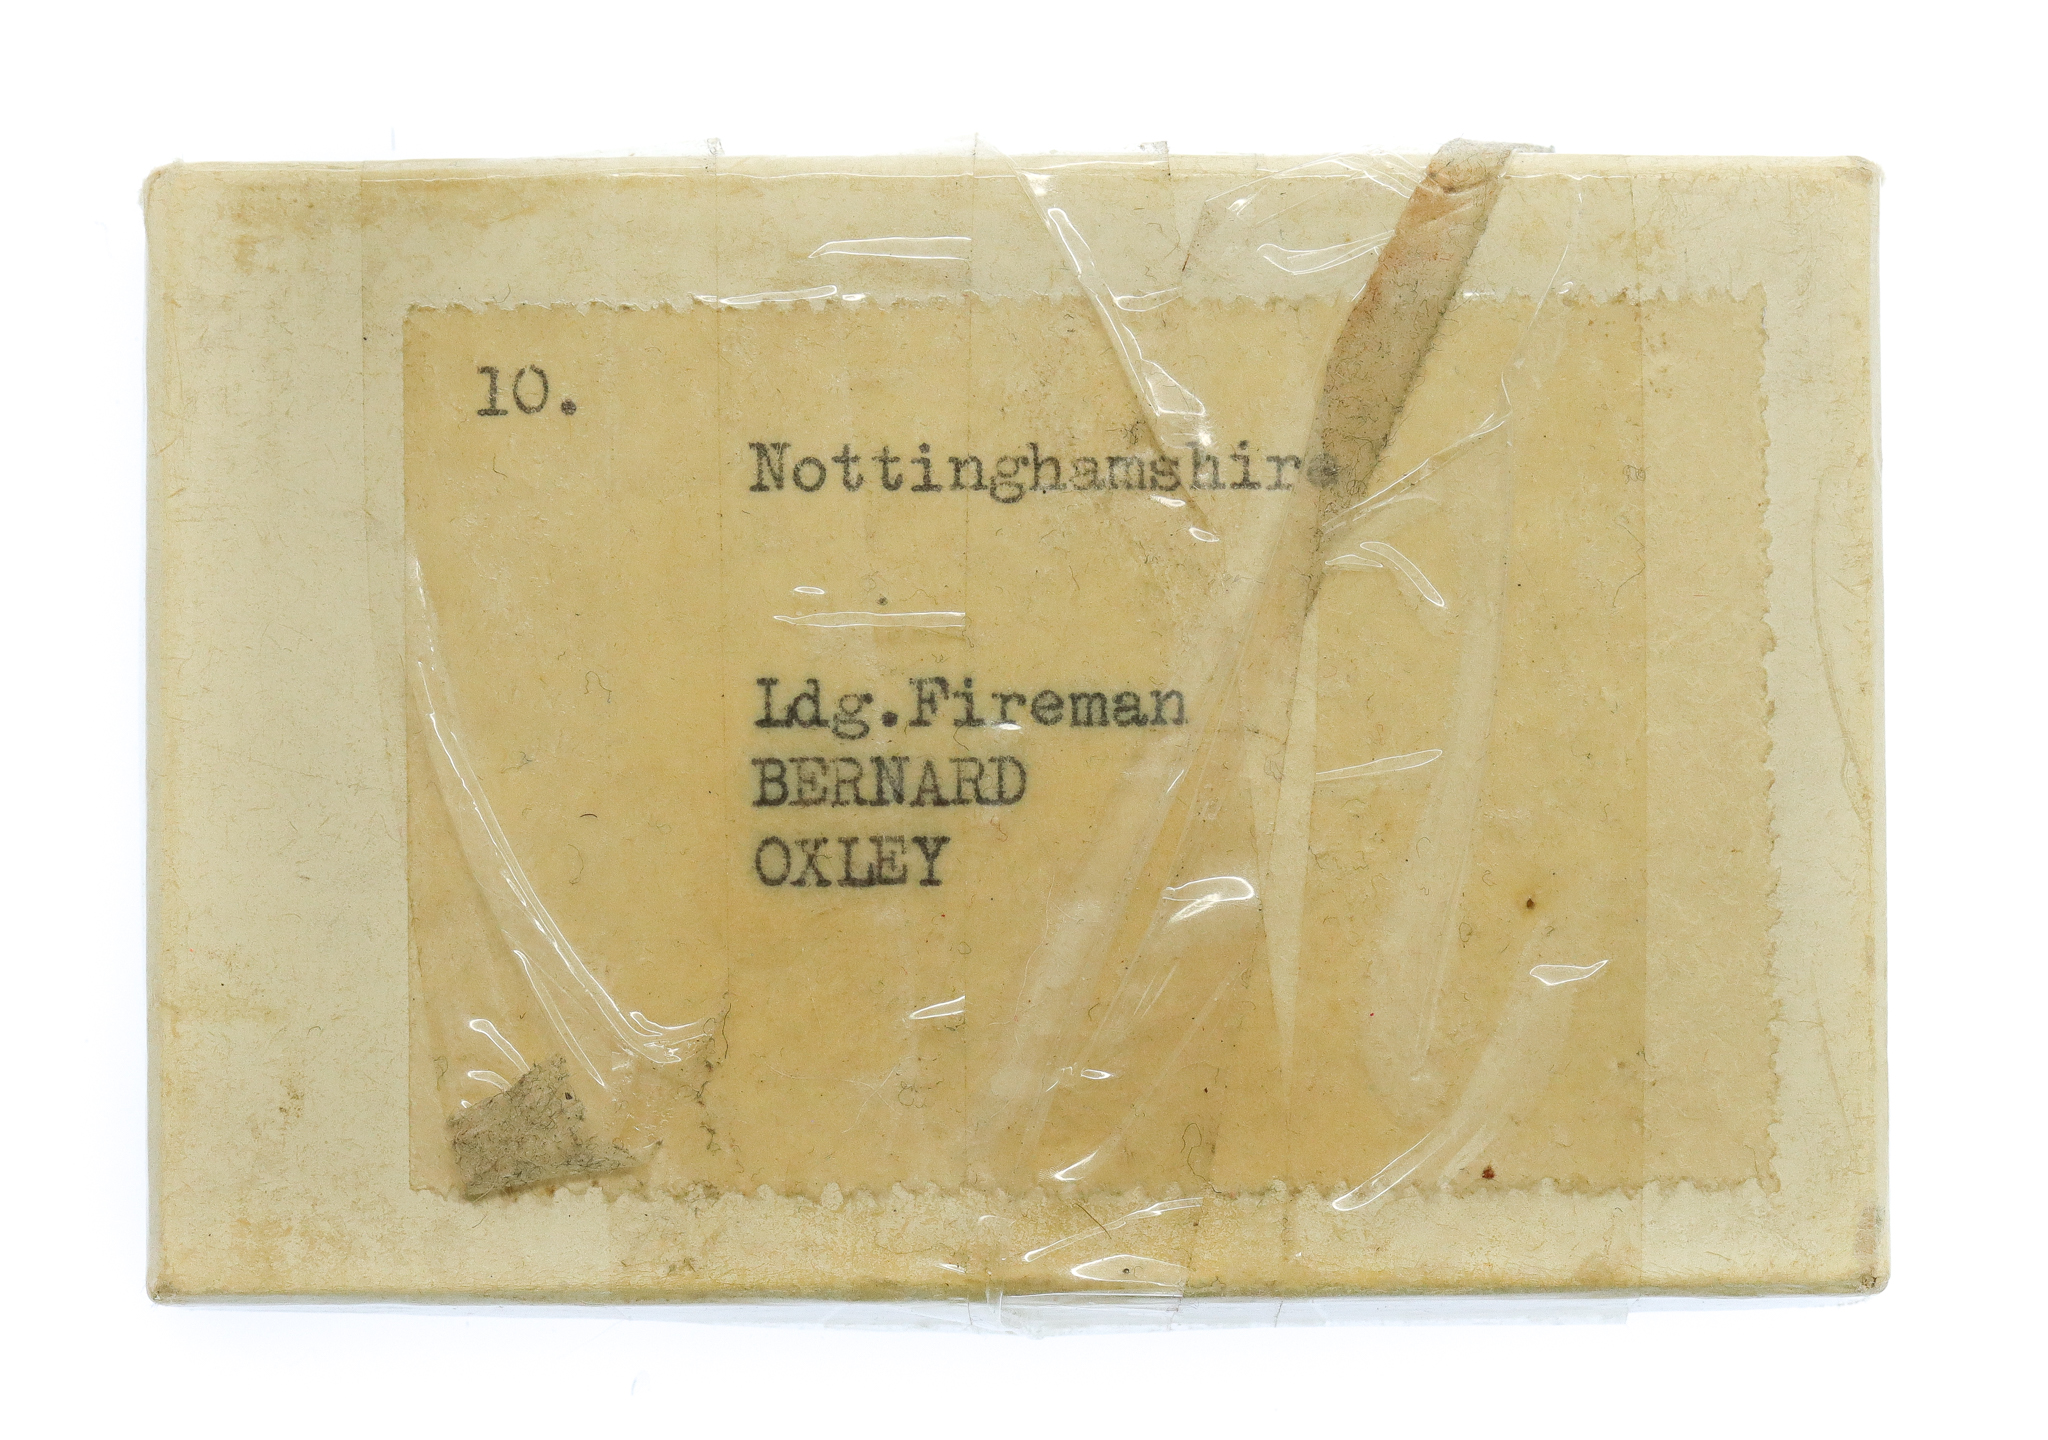 10.
Nottinghamshire
Ldg.Fireman
BERNARD
OXLEY